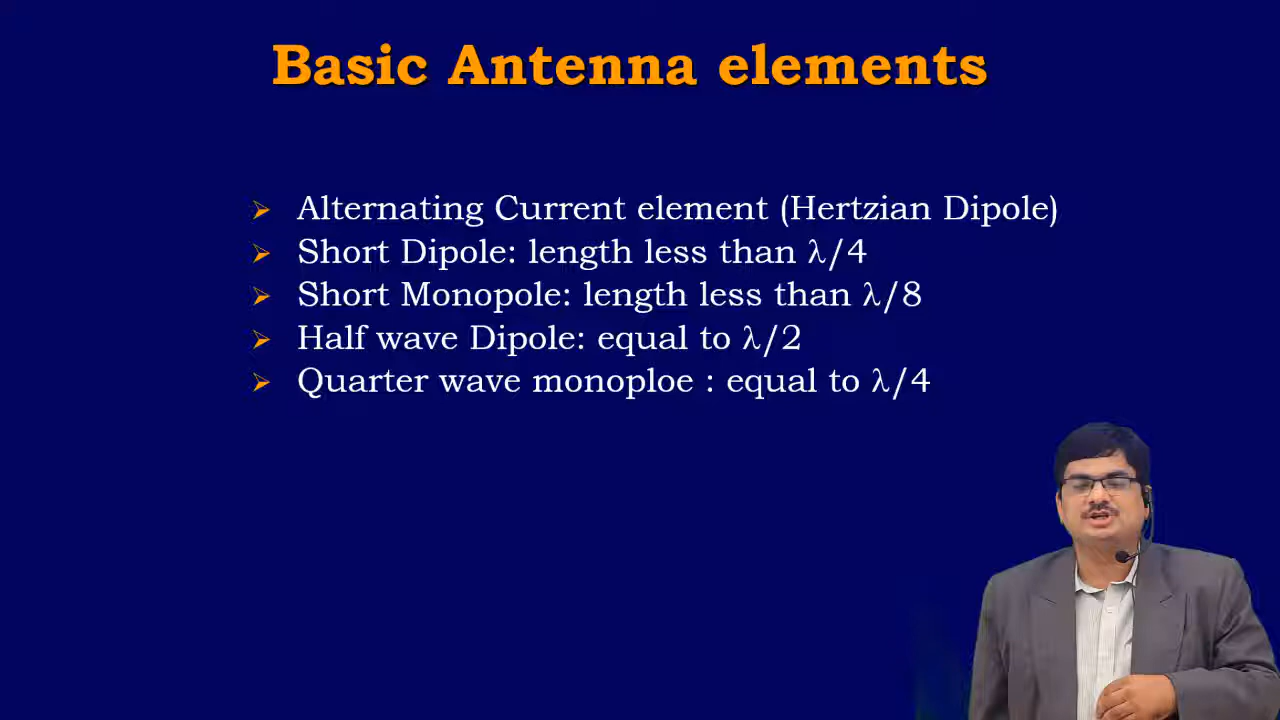 Basic Antenna elements
Alternating Current element (Hertzian Dipole)
Short Dipole: length less than λ/4
Short Monopole: length less than λ/8
Half wave Dipole: equal to λ/2
Quarter wave monoploe : equal to λ/4